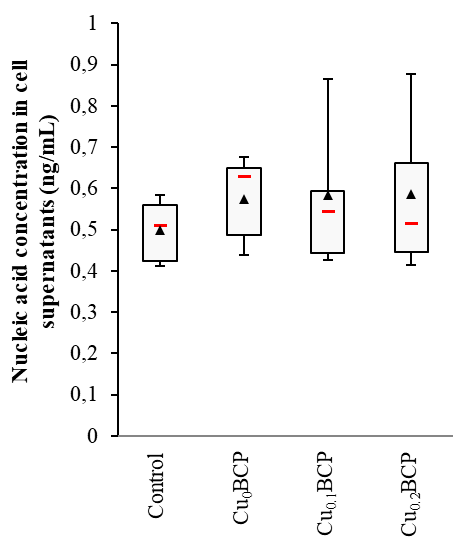 Nucleic acid concentration in cell
supernatants (ng/mL)
1
0,9
0,8
0,7
0,6
0,5
0,4
0,3
0,2
0,1
0
Control
Cu₀BCP
Cu₀.₁BCP
Cu₀.₂BCP